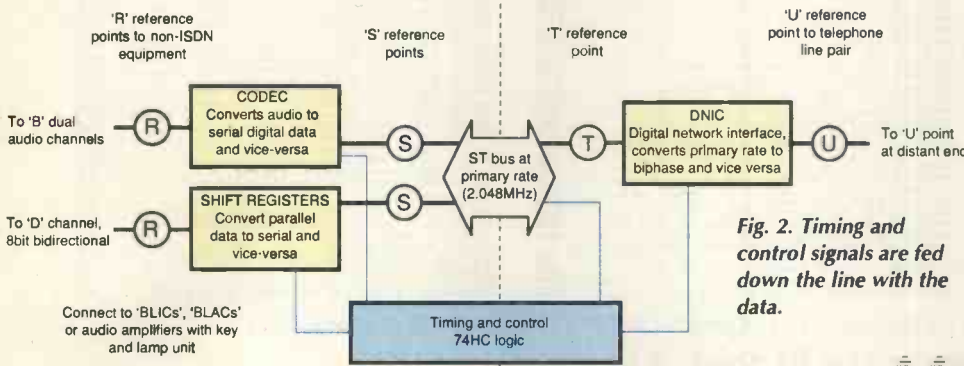 'R' reference
points to non-ISDN
equipment
'S' reference
points
'T' reference
point
'U' reference
point to telephone
line pair
To 'B' dual
audio channels
R
CODEC
Converts audio to
serial digital data
and vice-versa
S
ST bus at
primary rate
(2.048MHz)
T
DNIC
Digital network interface,
converts primary rate to
biphase and vice versa
U
To 'U' point
at distant end
To 'D' channel,
8bit bidirectional
R
SHIFT REGISTERS
Convert parallel
data to serial and
vice-versa
S
Connect to 'BLICs', 'BLACs'
or audio amplifiers with key
and lamp unit
Timing and control
74HC logic
Fig. 2. Timing and
control signals are fed
down the line with the
data.